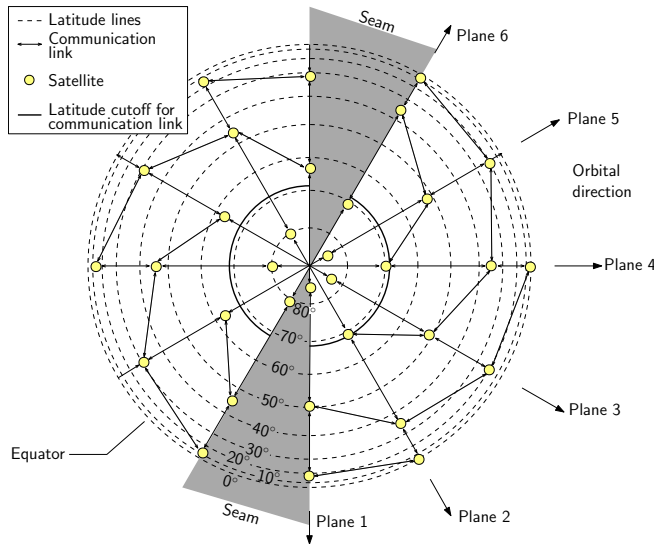 Latitude lines
Communication
link
Satellite
Latitude cutoff for
communication link
Seam
Plane 6
Plane 5
Orbital
direction
Plane 4
80°
70°
60°
50°
40°
30°
20°
10°
0°
Plane 3
Equator
Seam
Plane 1
Plane 2